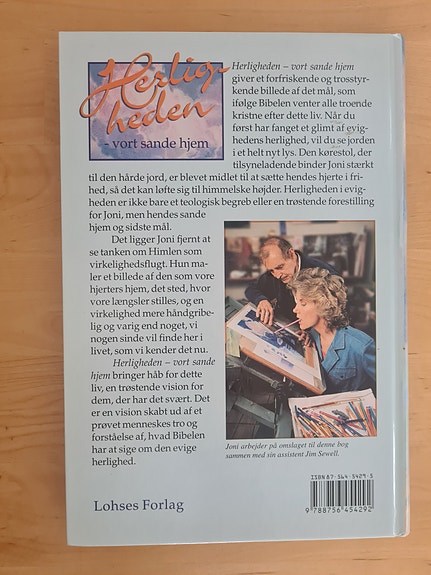 Herlig-
heden
- vort sande hjem
Herligheden – vort sande hjem
giver et forfriskende og trosstyr-
kende billede af det mål, som
ifølge Bibelen venter alle troende
kristne efter dette liv. Når du
først har fanget et glimt af evig-
hedens herlighed, vil du se jorden
i et helt nyt lys. Den kørestol, der
tilsyneladende binder Joni stærkt
til den hårde jord, er blevet midlet til at sætte hendes hjerte i fri-
hed, så det kan løfte sig til himmelske højder. Herligheden i evig-
heden er ikke bare et teologisk begreb eller en trøstende forestilling
for Joni, men hendes sande
hjem og sidste mål.
Det ligger Joni fjernt at
se tanken om Himlen som
virkelighedsflugt. Hun ma-
ler et billede af den som vore
hjerters hjem, det sted, hvor
vore længsler stilles, og en
virkelighed mere håndgribe-
lig og varig end noget, vi
nogen sinde vil finde her i
livet, som vi kender det nu.
Herligheden – vort sande
hjem bringer håb for dette
liv, en trøstende vision for
dem, der har det svært. Det
er en vision skabt ud af et
prøvet menneskes tro og
forståelse af, hvad Bibelen
har at sige om den evige
herlighed.
Joni arbejder på omslaget til denne bog
sammen med sin assistent Jim Sewell.
Lohses Forlag
ISBN 87-564-5429-5
9 788756 454292